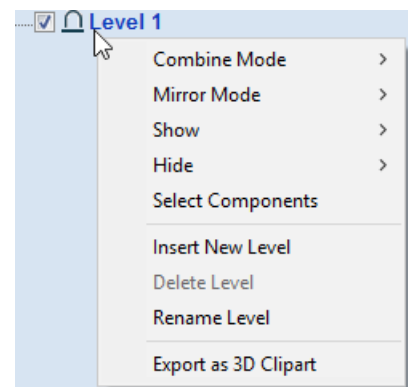 Level 1
Combine Mode
Mirror Mode
Show
Hide
Select Components
Insert New Level
Delete Level
Rename Level
Export as 3D Clipart